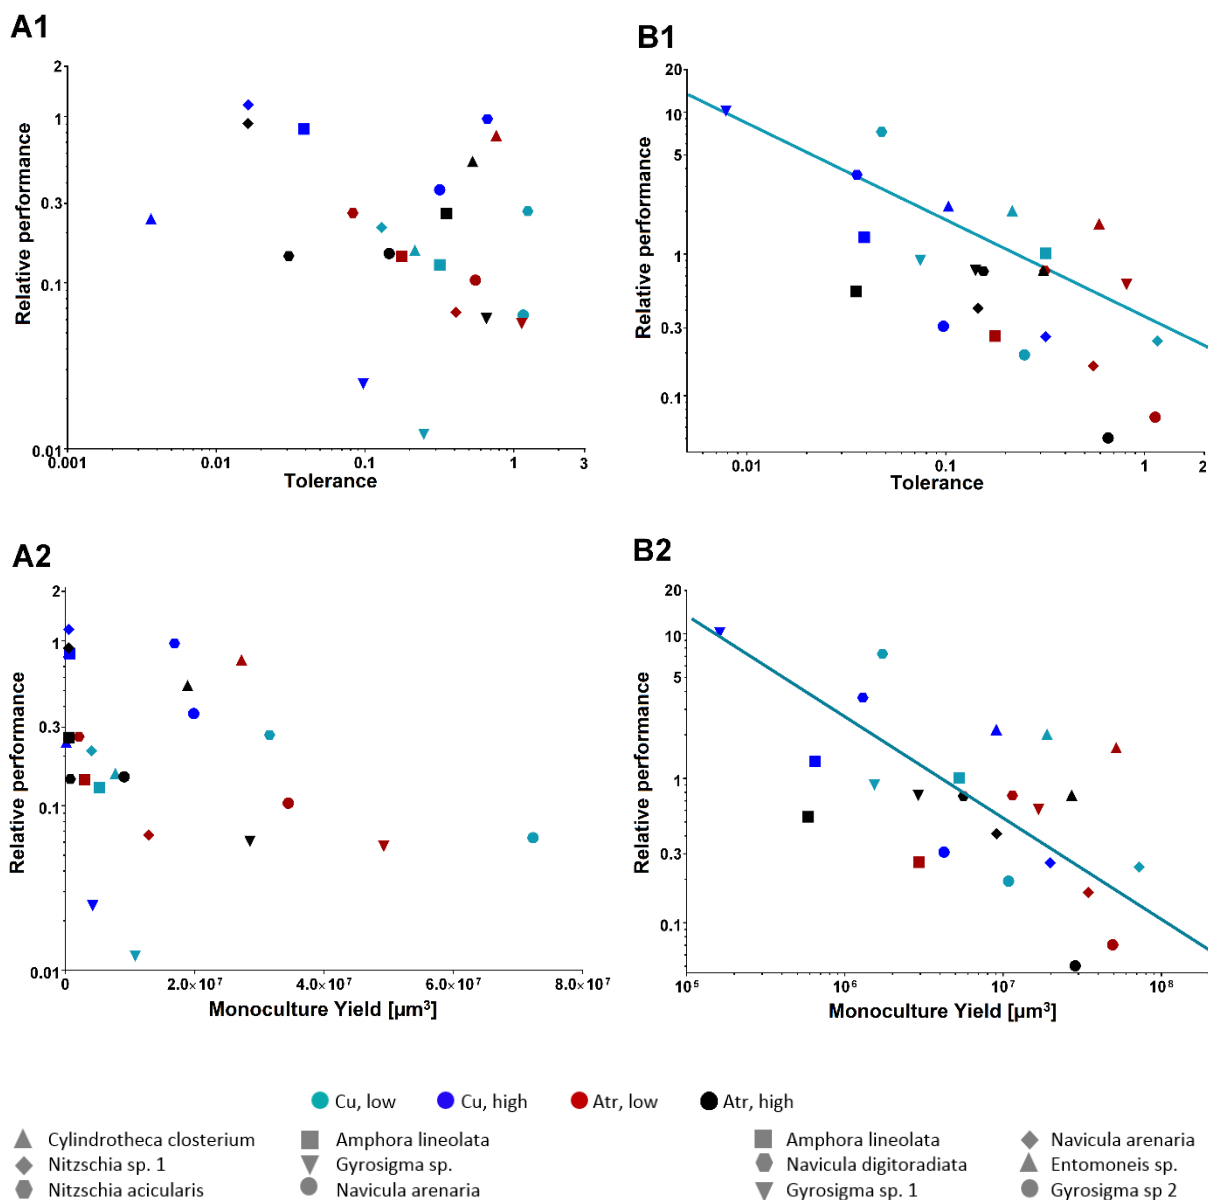 A1
2
1
0.3
0.1
0.01
Relative performance
0.001
0.01
0.1
1
3
Tolerance
B1
20
10
5
1
0.3
0.1
Relative performance
0.01
0.1
1
2
Tolerance
A2
2
1
0.3
0.1
0.01
Relative performance
0
2.0×10⁷
4.0×10⁷
6.0×10⁷
8.0×10⁷
Monoculture Yield [µm³]
B2
20
10
5
1
0.3
0.1
Relative performance
10⁵
10⁶
10⁷
10⁸
Monoculture Yield [µm³]
Cu, low
Cu, high
Atr, low
Atr, high
Cylindrotheca closterium
Nitzschia sp. 1
Nitzschia acicularis
Amphora lineolata
Gyrosigma sp.
Navicula arenaria
Amphora lineolata
Navicula digitoradiata
Gyrosigma sp. 1
Navicula arenaria
Entomoneis sp.
Gyrosigma sp 2